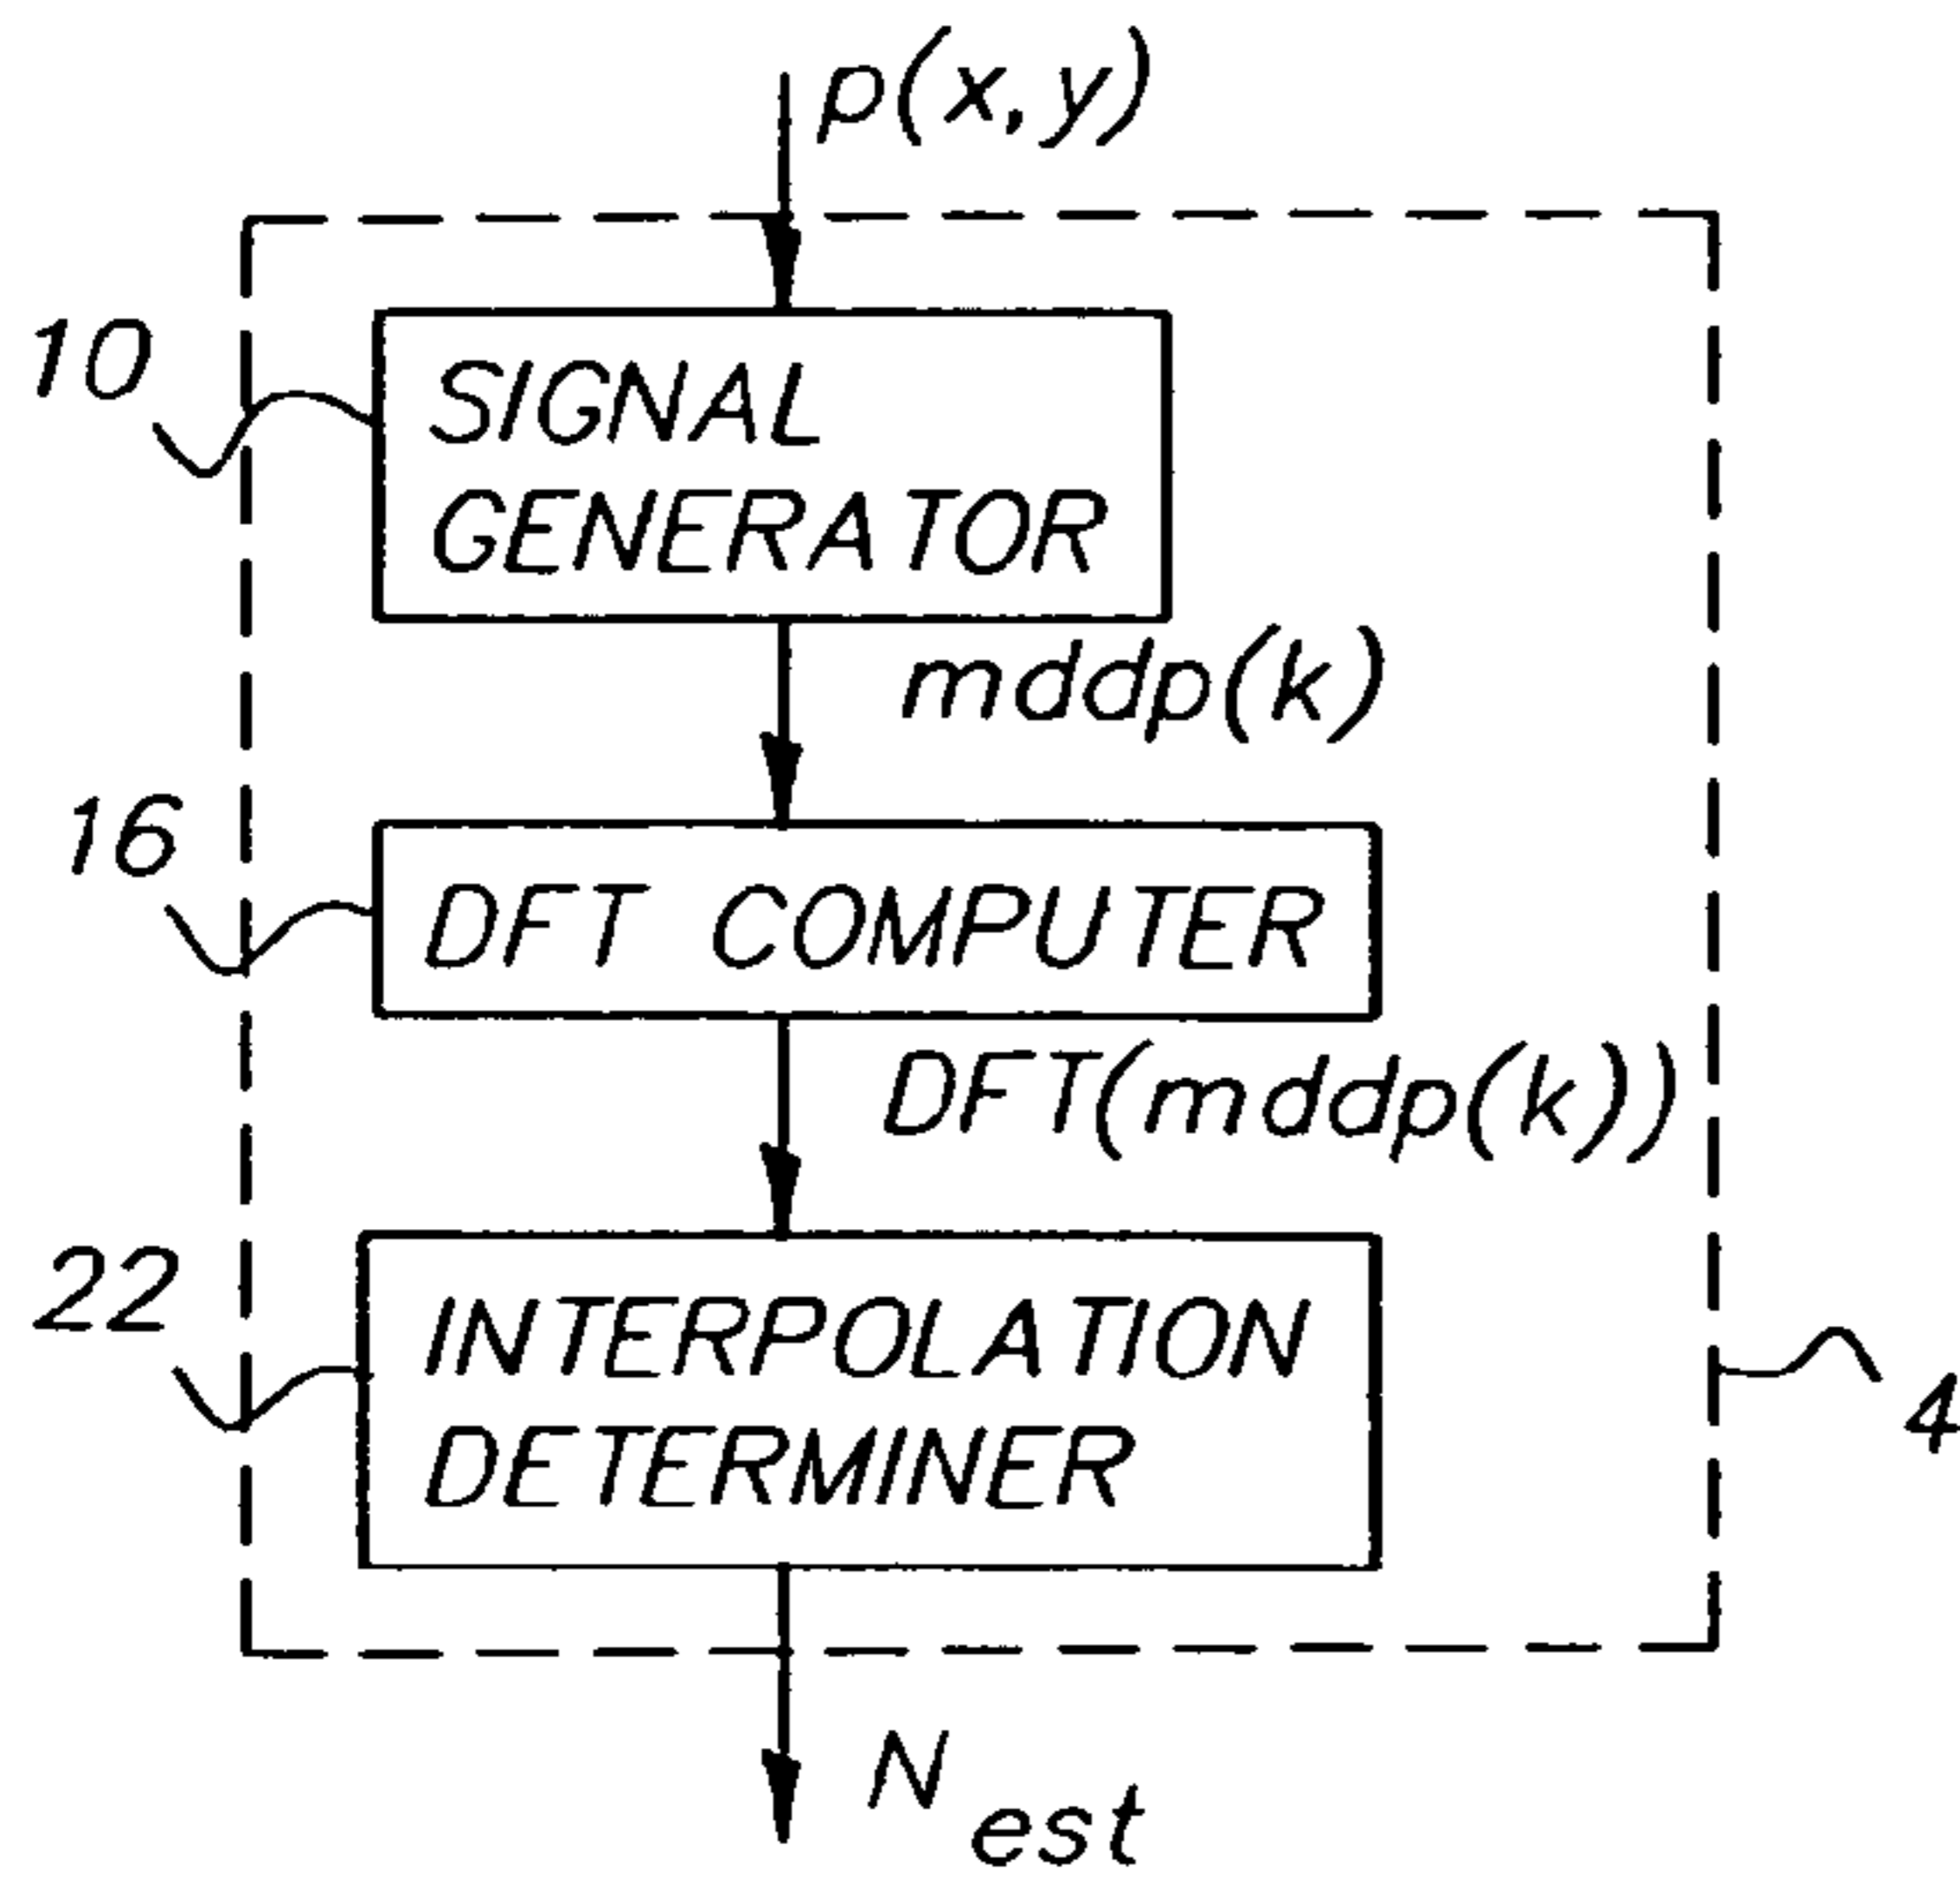 p(x,y)
10
SIGNAL
GENERATOR
mddp(k)
16
DFT COMPUTER
DFT(mddp(k))
22
INTERPOLATION
DETERMINER
4
N est